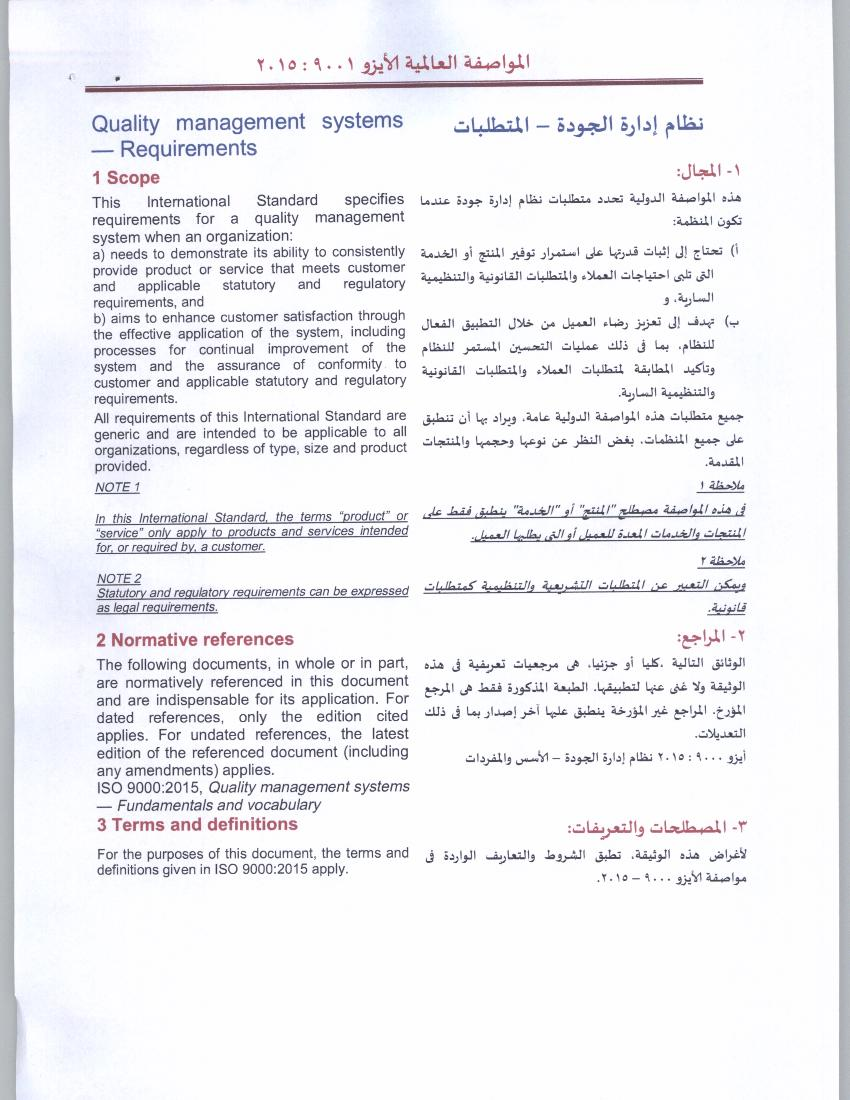 المواصفة العالمية الأيزو ٩٠٠١ : ٢٠١٥
Quality management systems
— Requirements
1 Scope
This International Standard specifies
requirements for a quality management
system when an organization:
a) needs to demonstrate its ability to consistently
provide product or service that meets customer
and applicable statutory and regulatory
requirements, and
b) aims to enhance customer satisfaction through
the effective application of the system, including
processes for continual improvement of the
system and the assurance of conformity to
customer and applicable statutory and regulatory
requirements.
All requirements of this International Standard are
generic and are intended to be applicable to all
organizations, regardless of type, size and product
provided.
NOTE 1
In this International Standard, the terms “product” or
“service” only apply to products and services intended
for, or required by, a customer.
NOTE 2
Statutory and regulatory requirements can be expressed
as legal requirements.
2 Normative references
The following documents, in whole or in part,
are normatively referenced in this document
and are indispensable for its application. For
dated references, only the edition cited
applies. For undated references, the latest
edition of the referenced document (including
any amendments) applies.
ISO 9000:2015, Quality management systems
— Fundamentals and vocabulary
3 Terms and definitions
For the purposes of this document, the terms and
definitions given in ISO 9000:2015 apply.
نظام إدارة الجودة – المتطلبات
١- المجال:
هذه المواصفة الدولية تحدد متطلبات نظام إدارة جودة عندما
تكون المنظمة:
أ) تحتاج إلى إثبات قدرتها على استمرار توفير المنتج أو الخدمة
التى تلبى احتياجات العملاء والمتطلبات القانونية والتنظيمية
السارية، و
ب) تهدف إلى تعزيز رضاء العميل من خلال التطبيق الفعال
للنظام، بما فى ذلك عمليات التحسين المستمر للنظام
وتأكيد المطابقة لمتطلبات العملاء والمتطلبات القانونية
والتنظيمية السارية.
جميع متطلبات هذه المواصفة الدولية عامة، ويراد بها أن تنطبق
على جميع المنظمات، بغض النظر عن نوعها وحجمها والمنتجات
المقدمة.
ملاحظة ١
فى هذه المواصفة مصطلح "المنتج" أو "الخدمة" ينطبق فقط على
المنتجات والخدمات المعدة للعميل أو التى يطلبها العميل.
ملاحظة ٢
ويمكن التعبير عن المتطلبات التشريعية والتنظيمية كمتطلبات
قانونية.
٢- المراجع:
الوثائق التالية ،كليا أو جزئيا، هى مرجعيات تعريفية فى هذه
الوثيقة ولا غنى عنها لتطبيقها. الطبعة المذكورة فقط هى المرجع
المؤرخ. المراجع غير المؤرخة ينطبق عليها آخر إصدار بما فى ذلك
التعديلات.
أيزو ٩٠٠٠ : ٢٠١٥ نظام إدارة الجودة – الأسس والمفردات
٣- المصطلحات والتعريفات:
لأغراض هذه الوثيقة، تطبق الشروط والتعاريف الواردة فى
مواصفة الأيزو ٩٠٠٠ – ٢٠١٥.